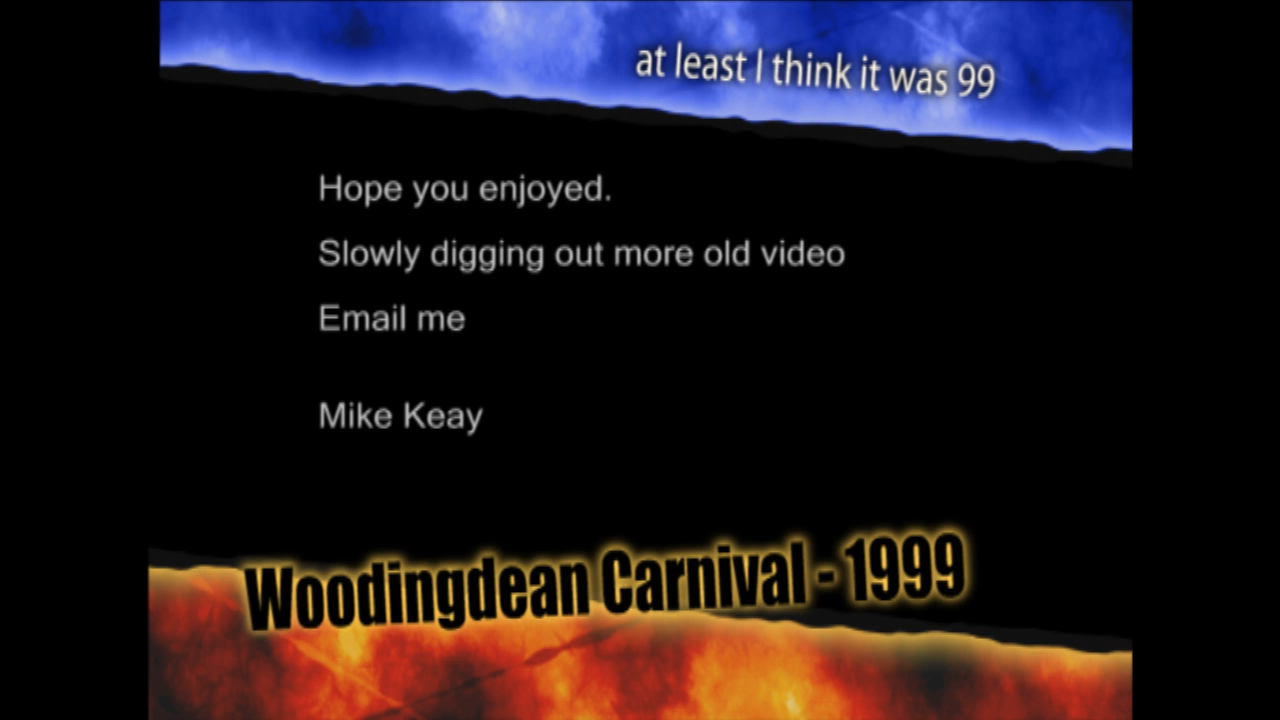 at least I think it was 99
Hope you enjoyed.
Slowly digging out more old video
Email me
Mike Keay
Woodingdean Carnival - 1999